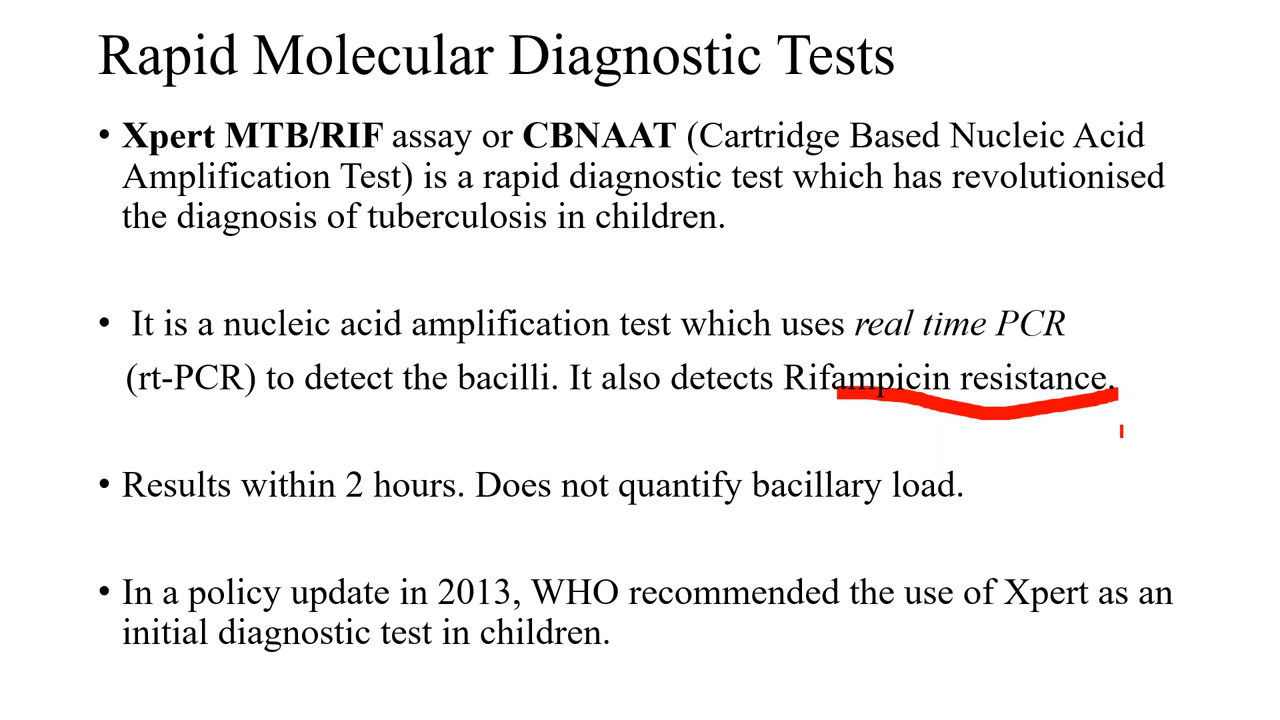 Rapid Molecular Diagnostic Tests
• Xpert MTB/RIF assay or CBNAAT (Cartridge Based Nucleic Acid
Amplification Test) is a rapid diagnostic test which has revolutionised
the diagnosis of tuberculosis in children.
• It is a nucleic acid amplification test which uses real time PCR
(rt-PCR) to detect the bacilli. It also detects Rifampicin resistance.
• Results within 2 hours. Does not quantify bacillary load.
• In a policy update in 2013, WHO recommended the use of Xpert as an
initial diagnostic test in children.